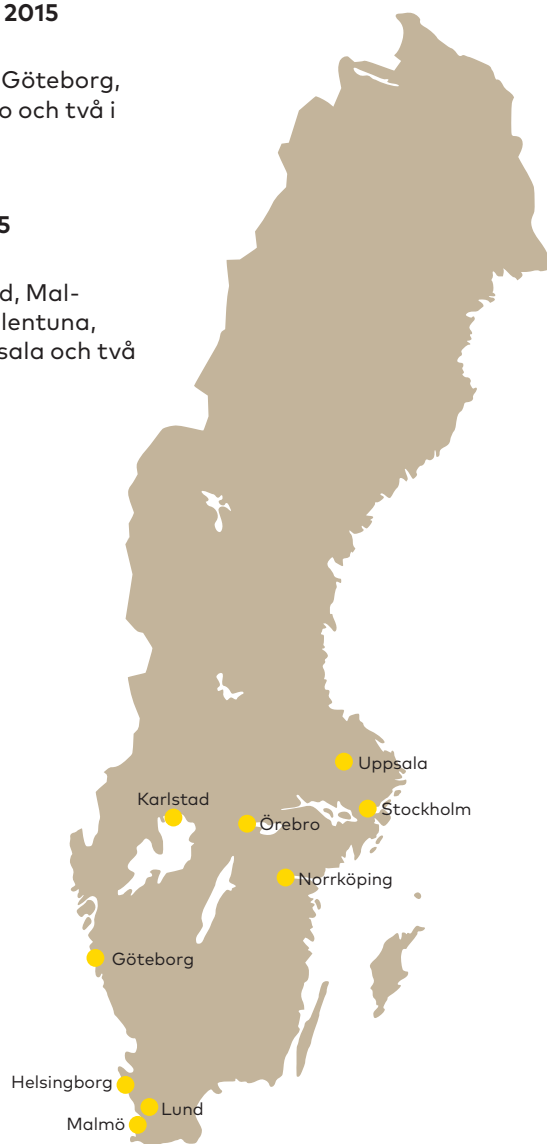 2015
Göteborg,
o och två i
5
d, Mal-
lentuna,
sala och två
Uppsala
Karlstad
Stockholm
Örebro
Norrköping
Göteborg
Helsingborg
Lund
Malmö